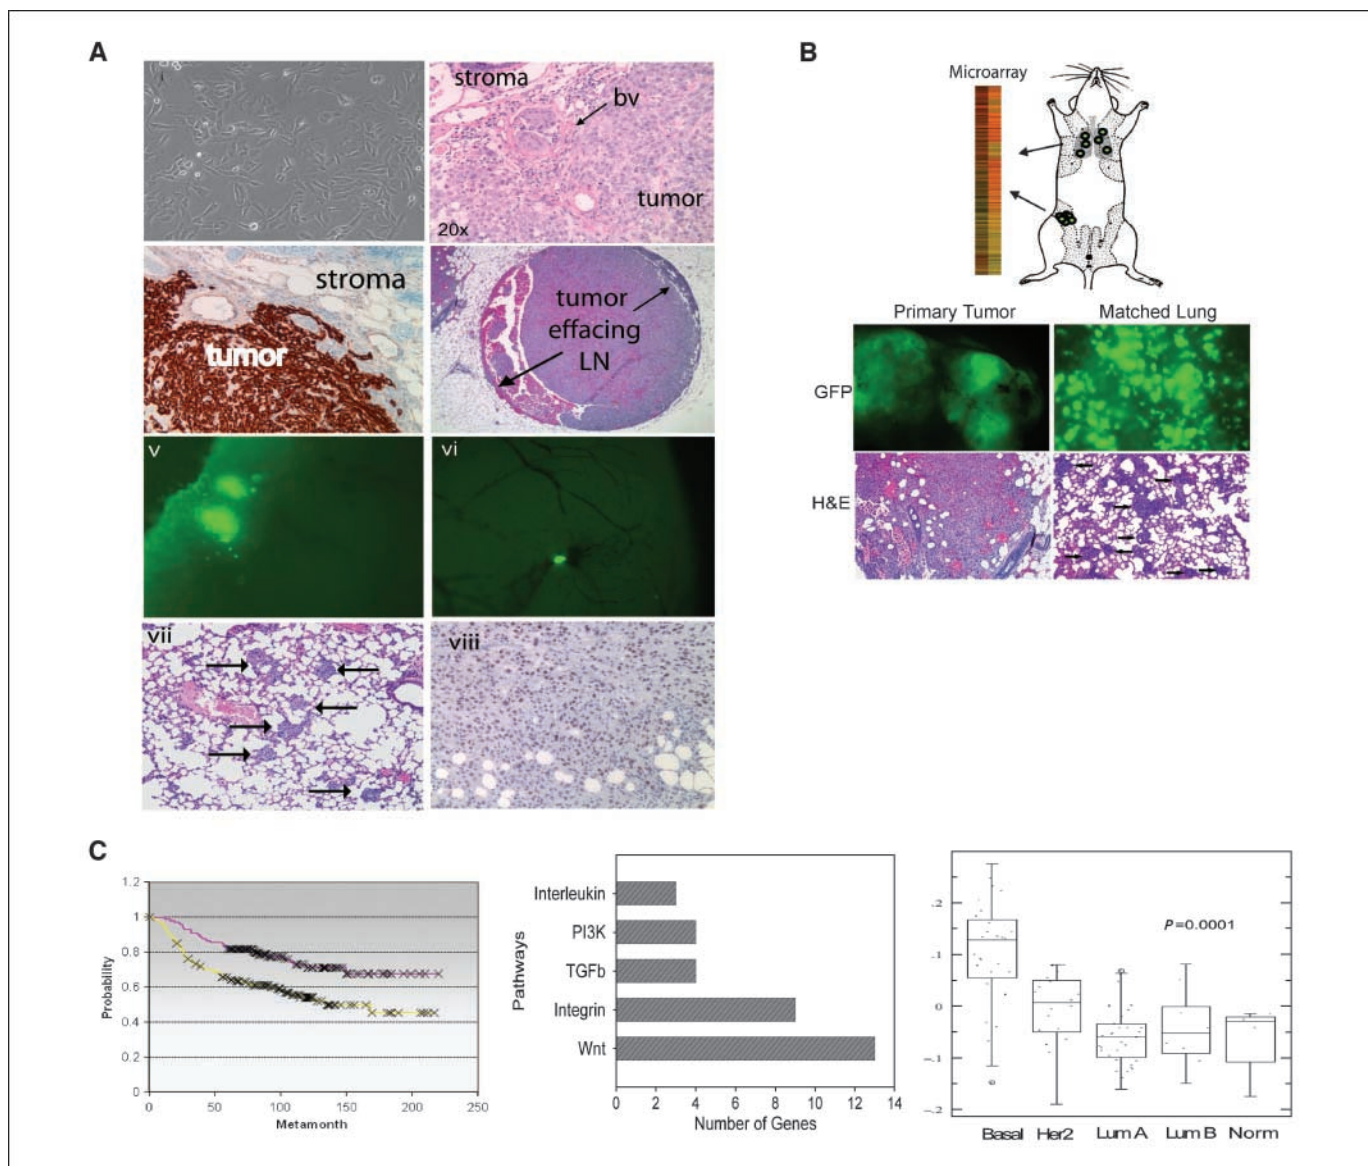 A
i
stroma
bv
tumor
20x
stroma
tumor
tumor
effacing
LN
v
vi
vii
viii
B
Microarray
Primary Tumor
Matched Lung
GFP
H&E
C
1.2
1
0.8
0.6
0.4
0.2
0
Probability
0 50 100 150 200 250
Metamonth
Pathways
Interleukin
PI3K
TGFb
Integrin
Wnt
0 2 4 6 8 10 12 14
Number of Genes
.2
.1
0
-.1
-.2
P=0.0001
Basal Her2 Lum A Lum B Norm